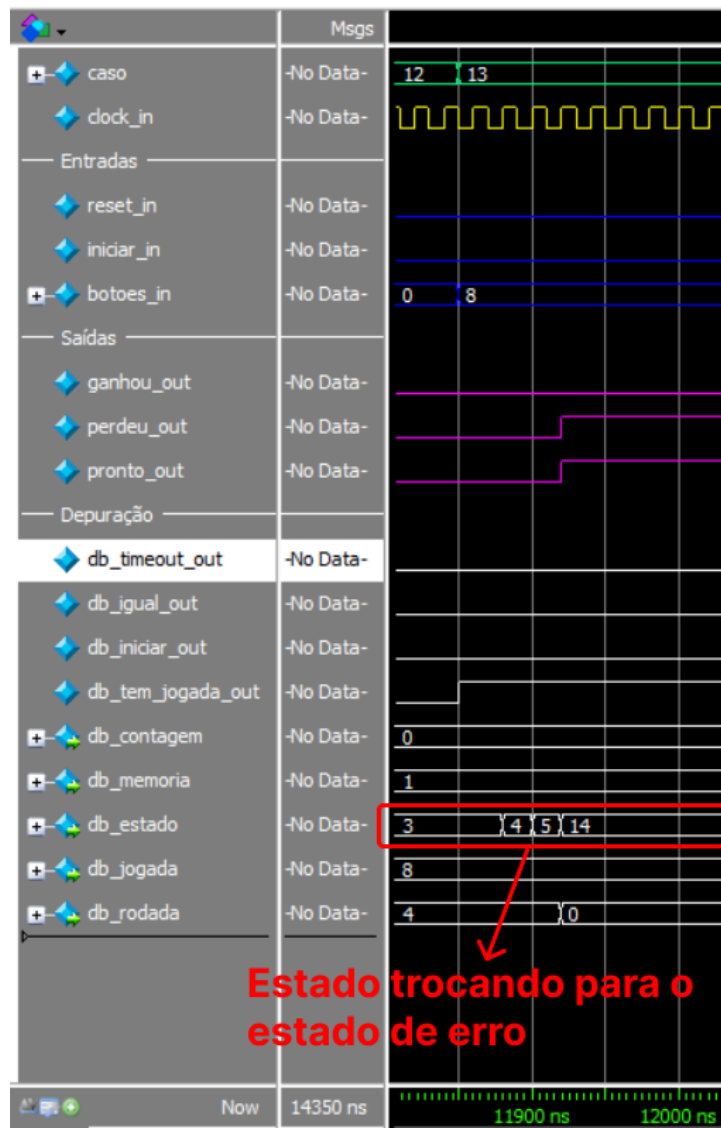 Msgs
caso -No Data- 12 13
clock_in -No Data-
Entradas
reset_in -No Data-
iniciar_in -No Data-
botoes_in -No Data- 0 8
Saídas
ganhou_out -No Data-
perdeu_out -No Data-
pronto_out -No Data-
Depuração
db_timeout_out -No Data-
db_igual_out -No Data-
db_iniciar_out -No Data-
db_tem_jogada_out -No Data-
db_contagem -No Data- 0
db_memoria -No Data- 1
db_estado -No Data- 3 4 5 14
db_jogada -No Data- 8
db_rodada -No Data- 4 0
Estado trocando para o
estado de erro
Now 14350 ns 11900 ns 12000 ns